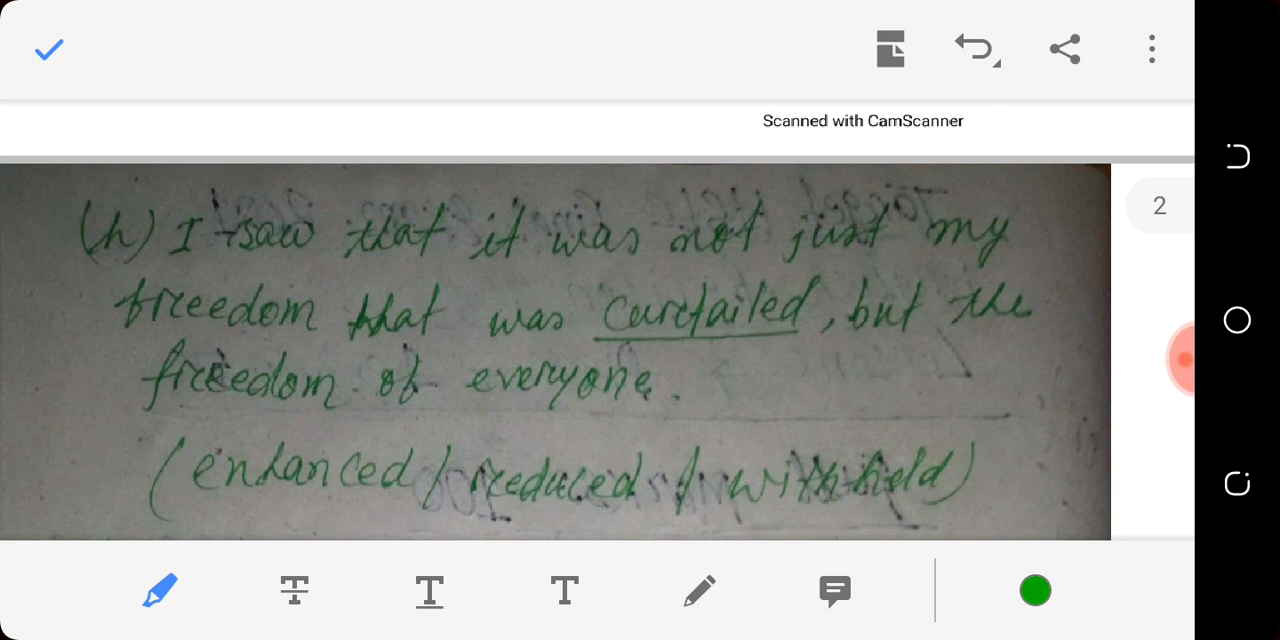 Scanned with CamScanner
2
(h) I saw that it was not just my
freedom that was curtailed, but the
freedom of everyone.
(enhanced / reduced / withheld)